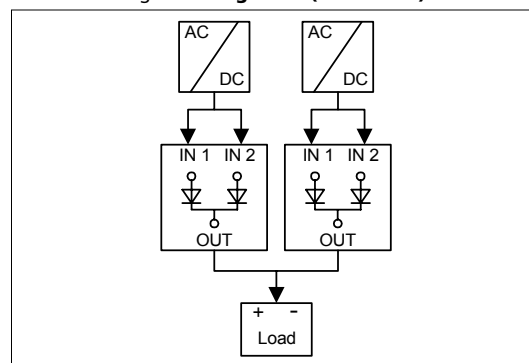 AC AC
DC DC
IN 1 IN 2 IN 1 IN 2
OUT OUT
+ -
Load